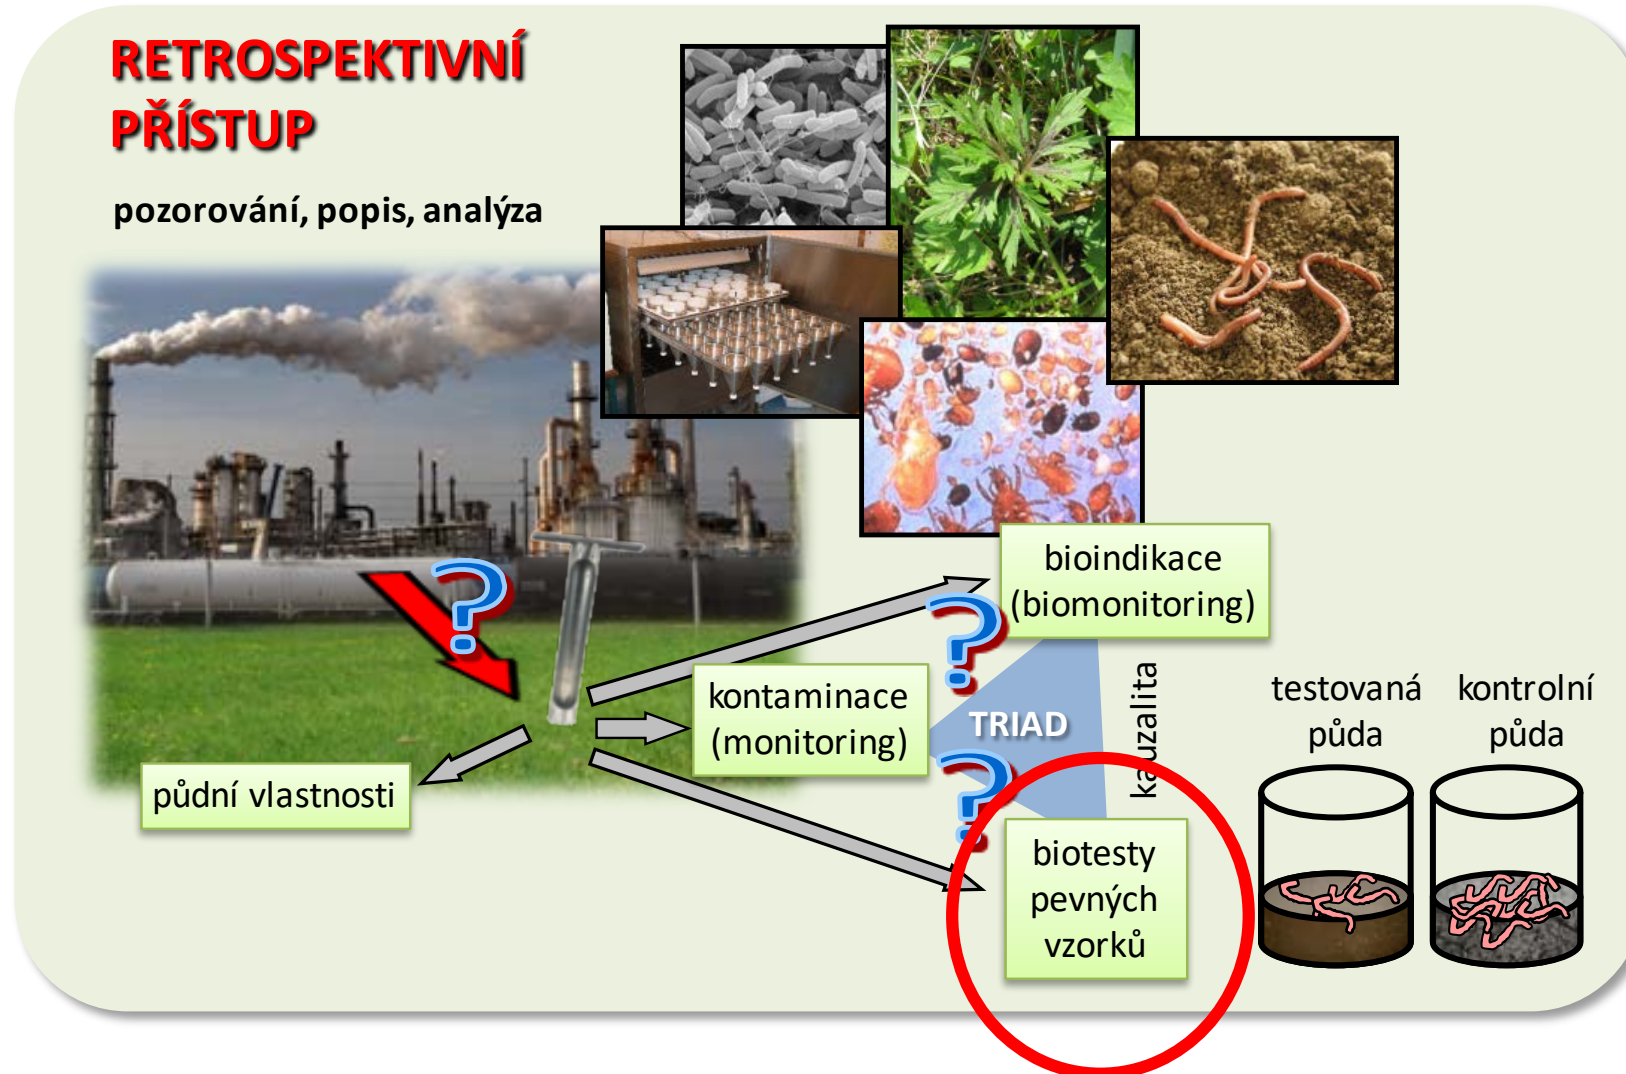 RETROSPEKTIVNÍ
PŘÍSTUP
pozorování, popis, analýza
?
bioindikace
(biomonitoring)
?
kontaminace
(monitoring)
TRIAD
kauzalita
?
půdní vlastnosti
biotesty
pevných
vzorků
testovaná
půda
kontrolní
půda